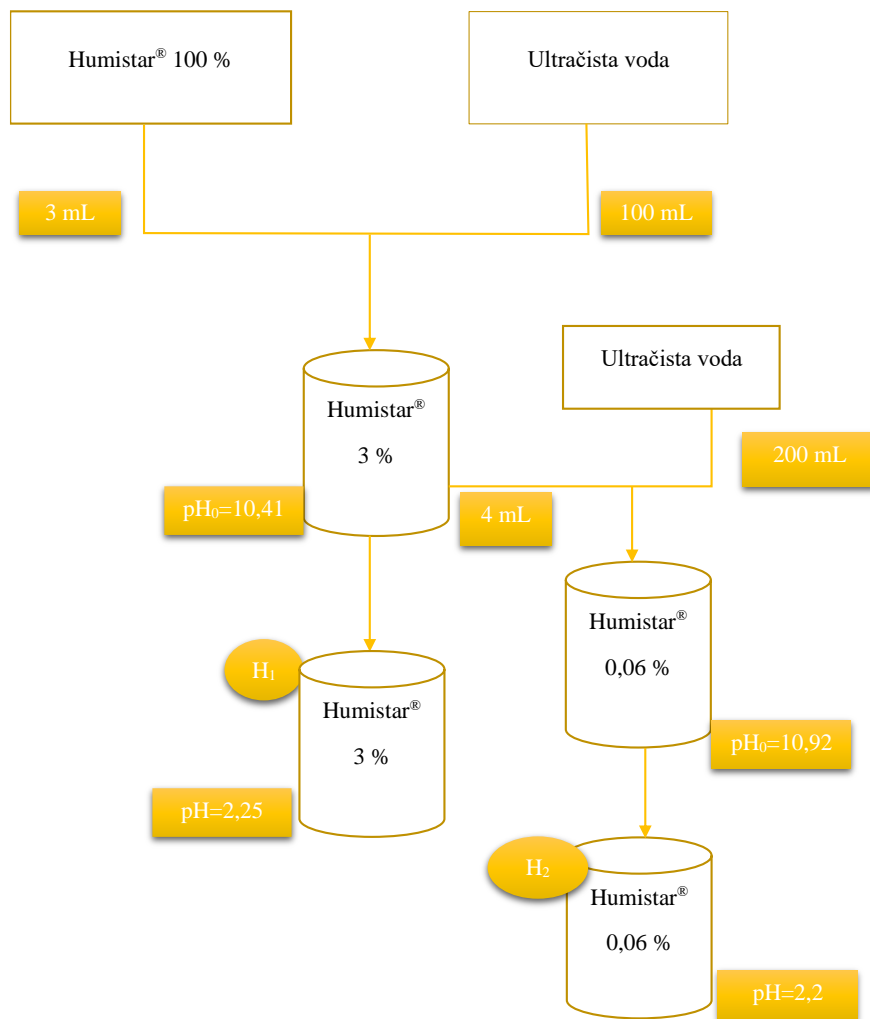 Humistar® 100 %
Ultračista voda
3 mL
100 mL
Ultračista voda
Humistar®
3 %
200 mL
pH₀=10,41
4 mL
Humistar®
0,06 %
H₁
Humistar®
3 %
pH₀=10,92
pH=2,25
H₂
Humistar®
0,06 %
pH=2,2